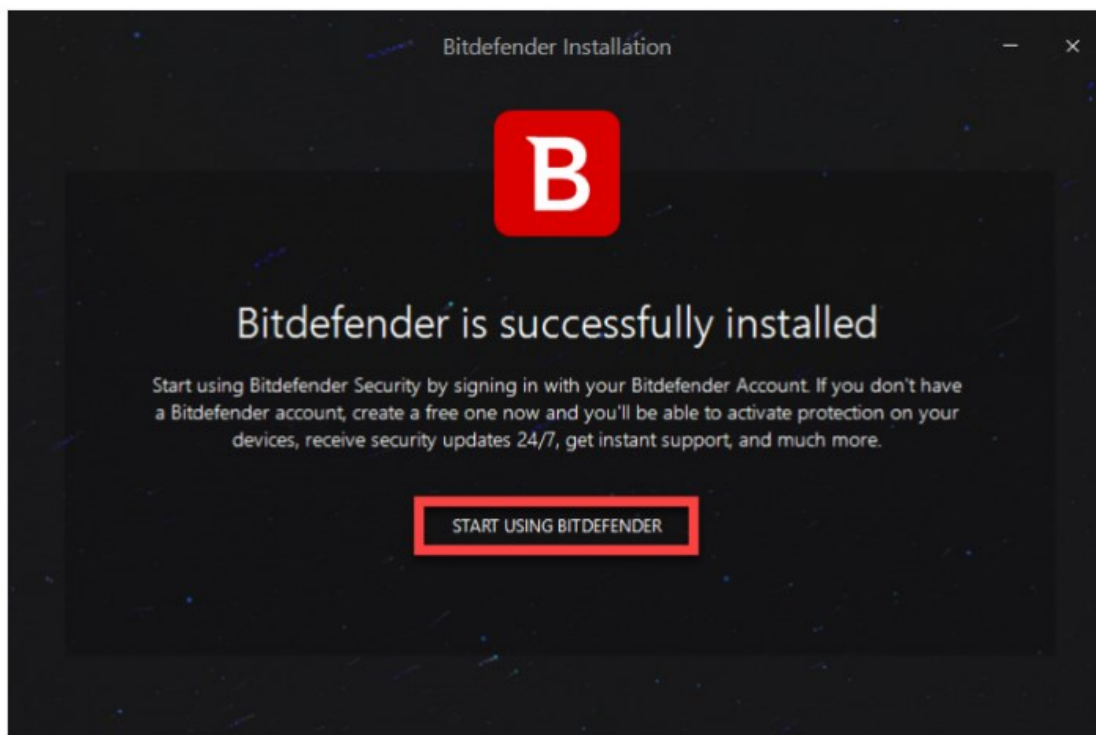 Bitdefender Installation
B
Bitdefender is successfully installed
Start using Bitdefender Security by signing in with your Bitdefender Account. If you don't have
a Bitdefender account, create a free one now and you'll be able to activate protection on your
devices, receive security updates 24/7, get instant support, and much more.
START USING BITDEFENDER